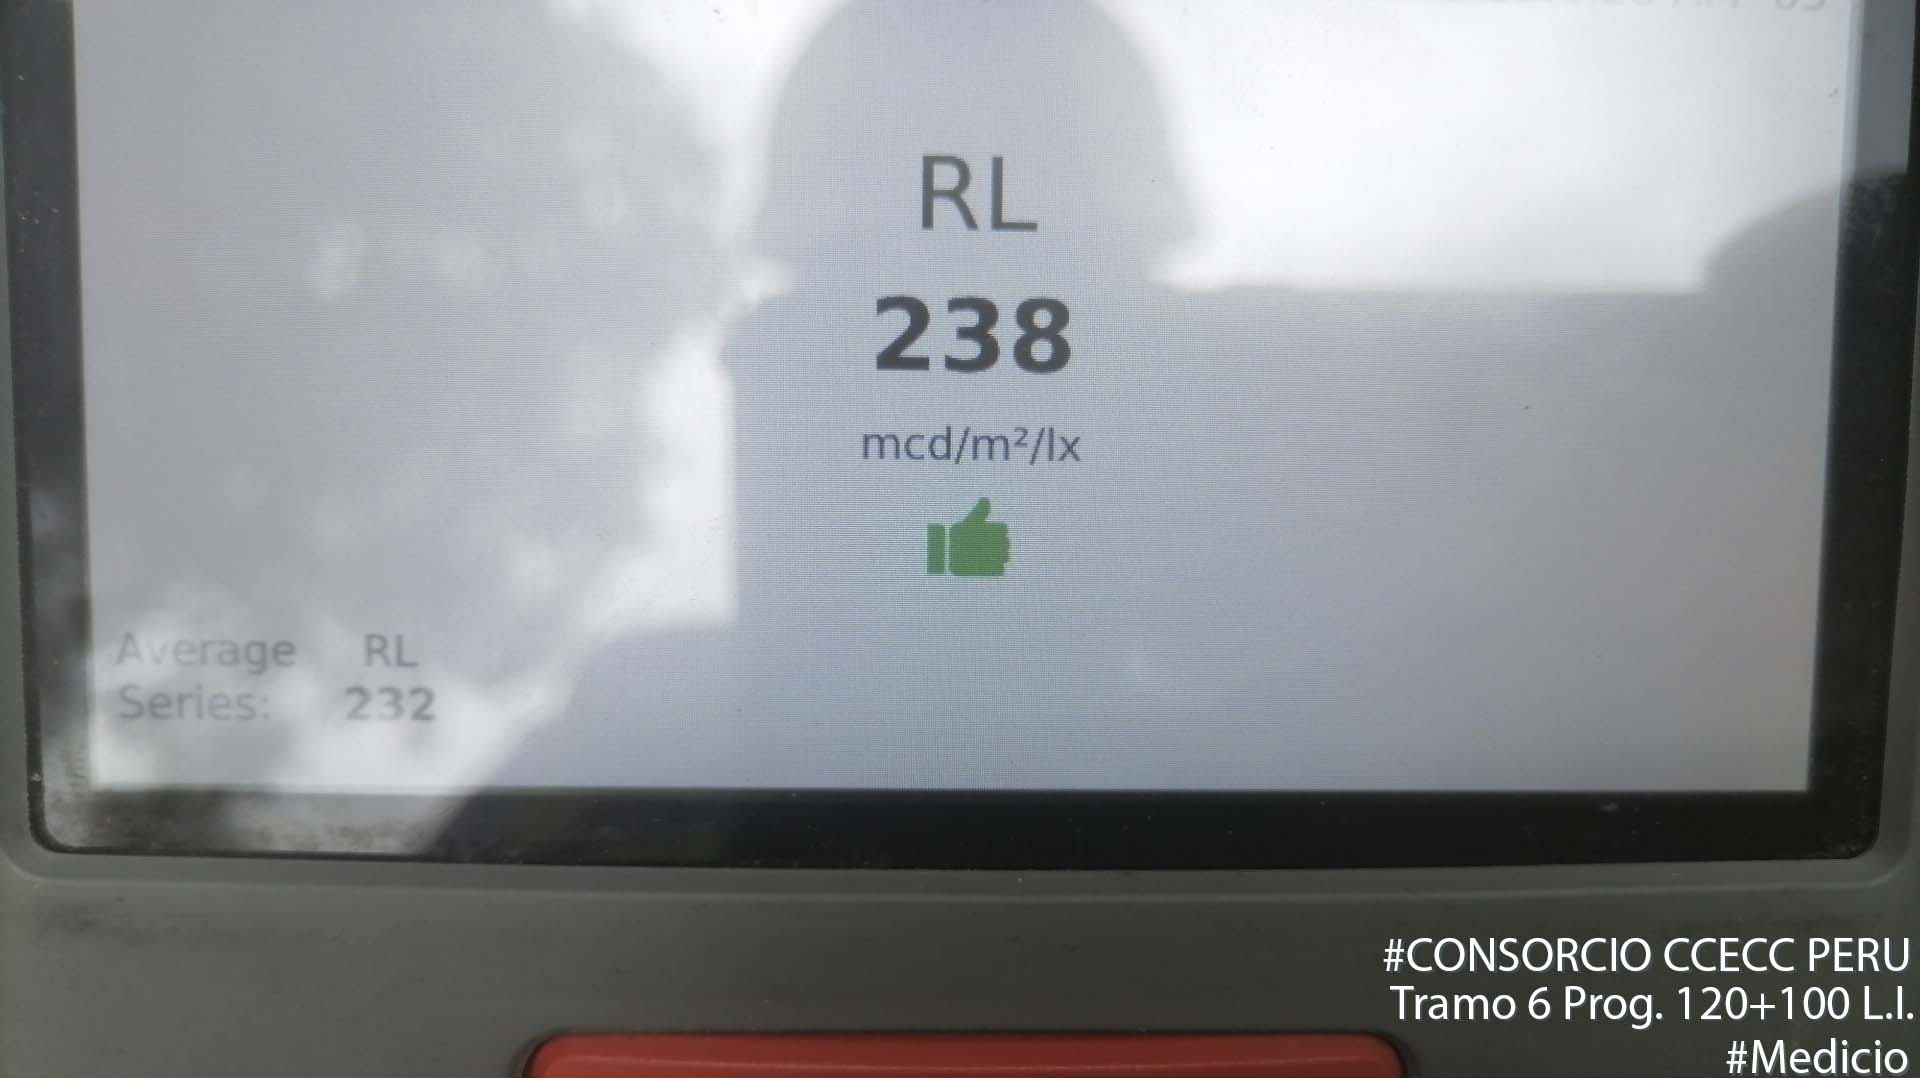 RL
238
mcd/m²/lx
Average RL
Series: 232
#CONSORCIO CCECC PERU
Tramo 6 Prog. 120+100 L.I.
#Medicio